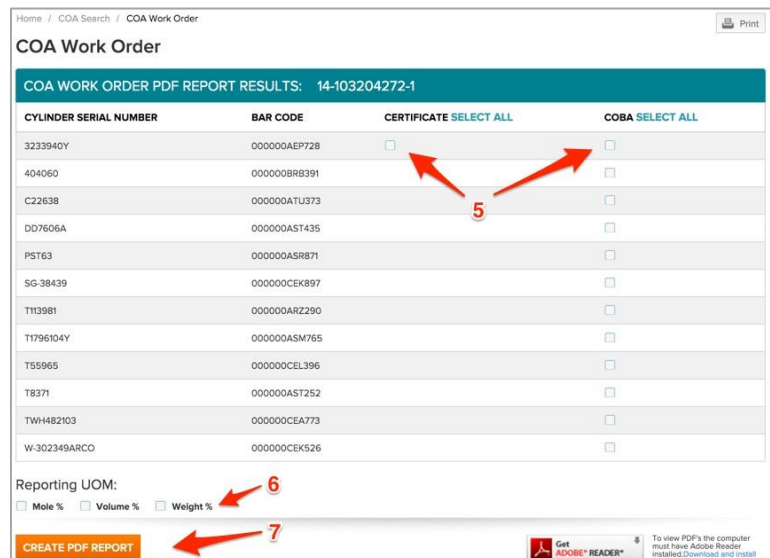 Home / COA Search / COA Work Order
Print
COA Work Order
COA WORK ORDER PDF REPORT RESULTS: 14-103204272-1
CYLINDER SERIAL NUMBER BAR CODE CERTIFICATE SELECT ALL COBA SELECT ALL
3233940Y 000000AEP728
404060 000000BRB391
C22638 000000ATU373
5
DD7606A 000000AST435
PST63 000000ASR871
SG-38439 000000CEK897
T113981 000000ARZ290
T1796104Y 000000ASM765
T55965 000000CEL396
T8371 000000AST252
TWH482103 000000CEA773
W-302349ARCO 000000CEK526
Reporting UOM:
6
Mole % Volume % Weight %
7
CREATE PDF REPORT
Get
ADOBE® READER®
To view PDF's the computer
must have Adobe Reader
installed.Download and install